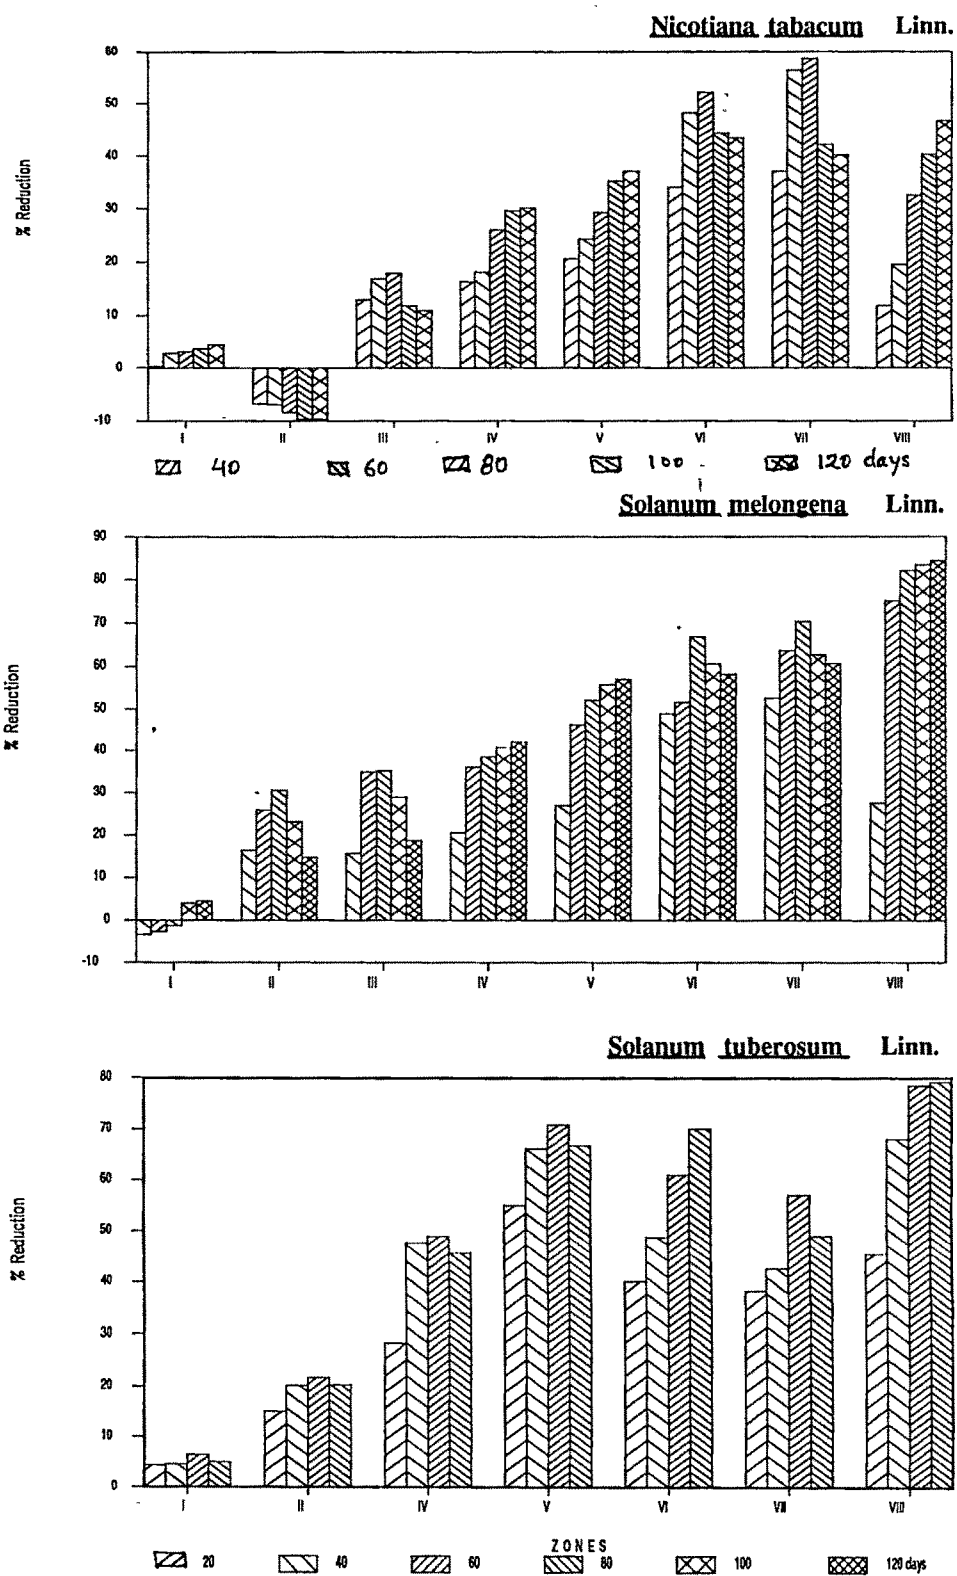 Nicotiana tabacum Linn.
60
50
40
30
20
10
0
-10
% Reduction
I II III IV V VI VII VIII
40 60 80 100 120 days
Solanum melongena Linn.
90
80
70
60
50
40
30
20
10
0
-10
% Reduction
I II III IV V VI VII VIII
Solanum tuberosum Linn.
80
70
60
50
40
30
20
10
0
% Reduction
I II IV V VI VII VIII
ZONES
20 40 60 80 100 120 days